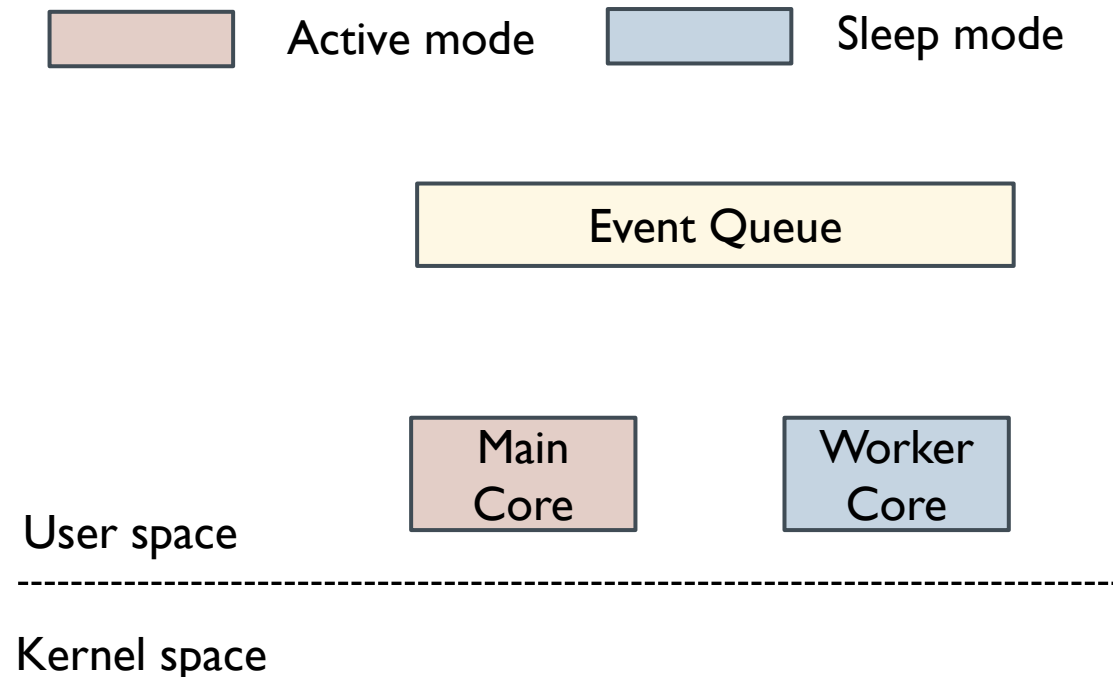 Active mode
Sleep mode
Event Queue
Main
Core
Worker
Core
User space
Kernel space